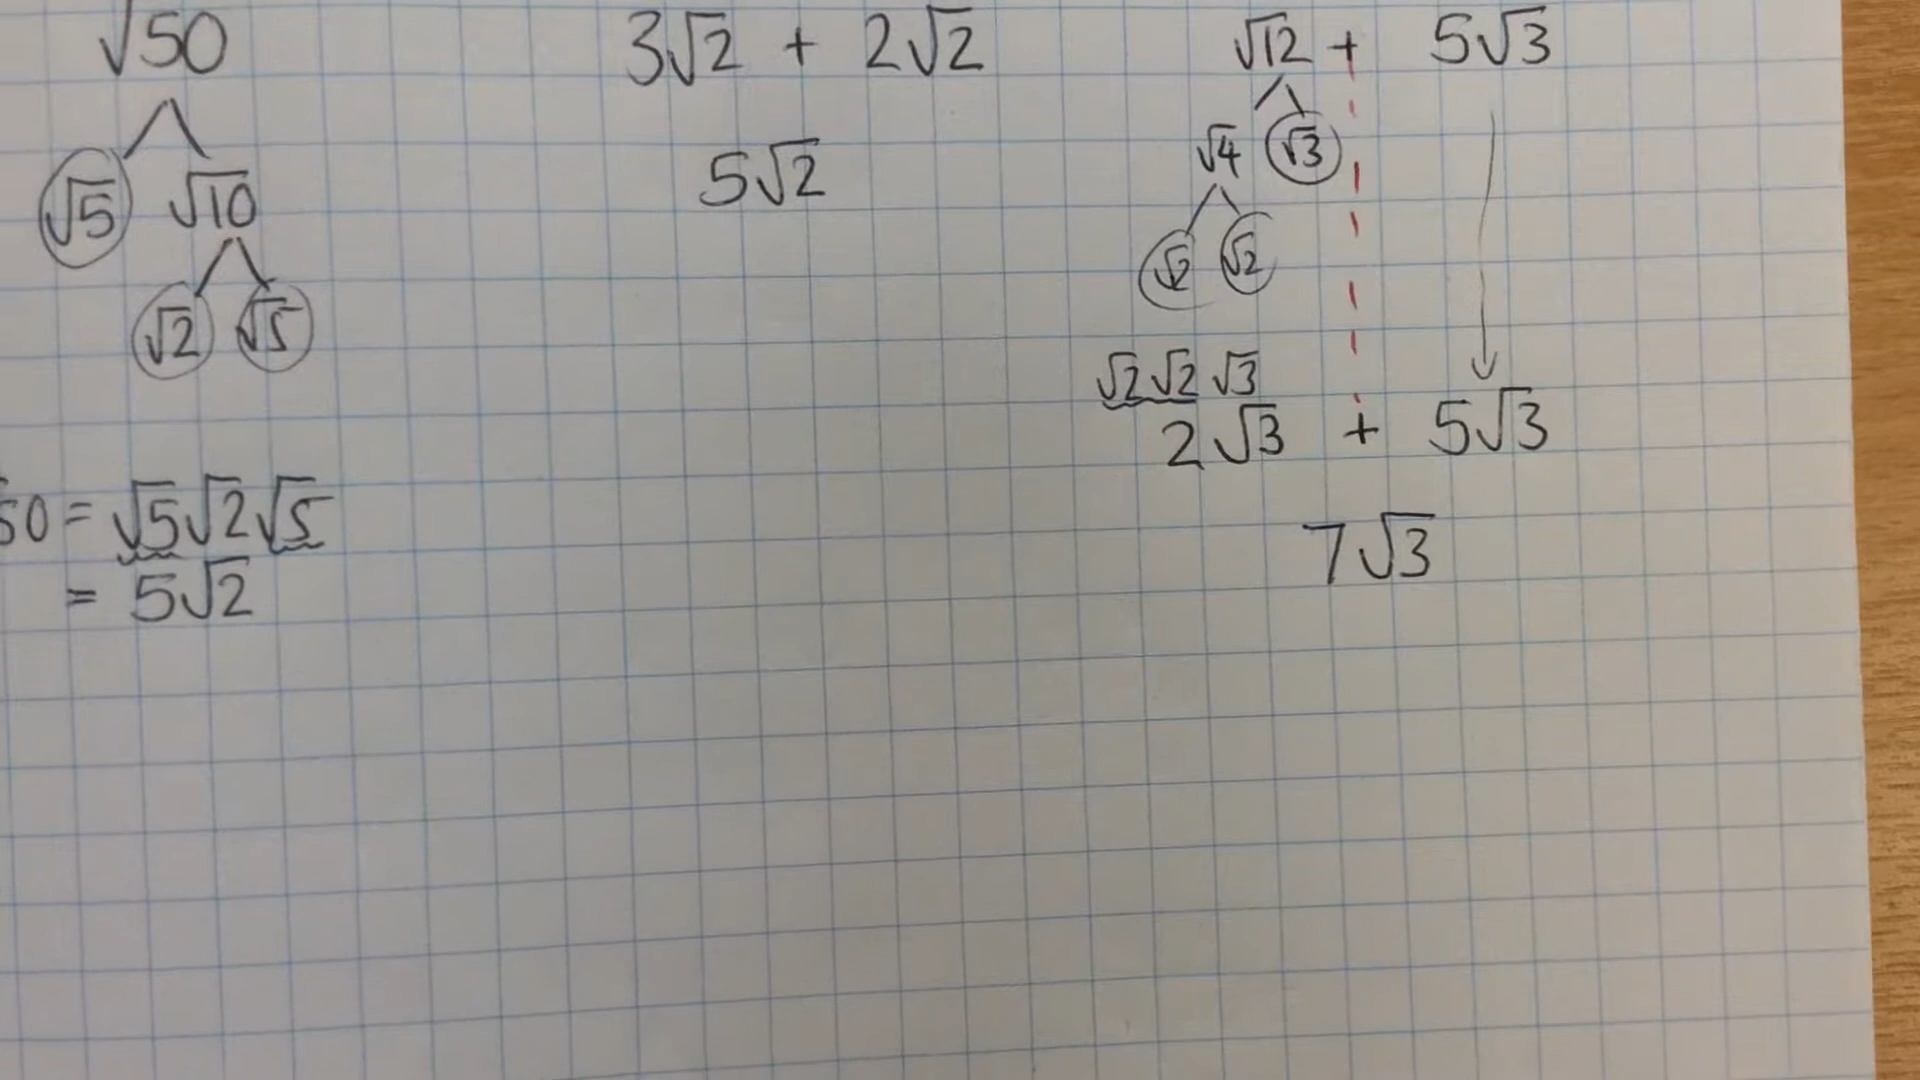 √50
√5 √10
√2 √5
50 = √5√2√5
= 5√2
3√2 + 2√2
5√2
√12 + 5√3
√4 √3
√2 √2
√2 √2 √3
2√3 + 5√3
7√3